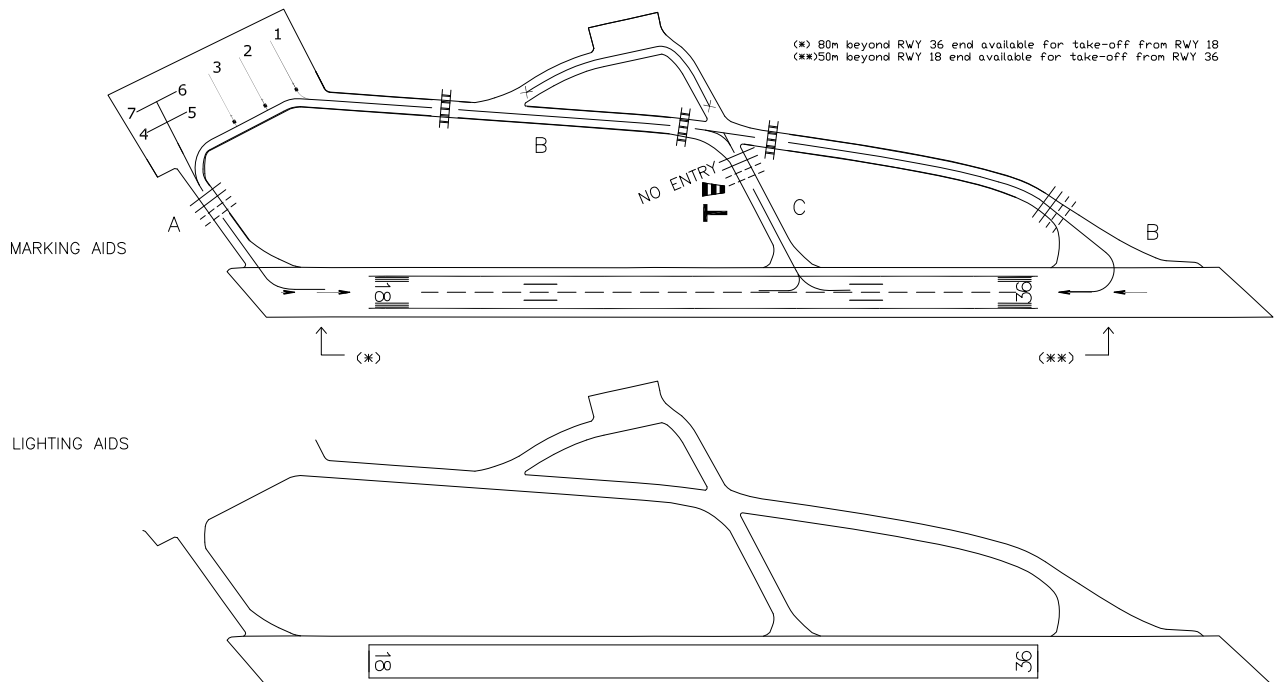 1
2
3
6
7
5
4
(*) 80m beyond RWY 36 end available for take-off from RWY 18
(**)50m beyond RWY 18 end available for take-off from RWY 36
B
NO ENTRY
T
A
C
B
MARKING AIDS
18
36
(*)
(**)
LIGHTING AIDS
18
36